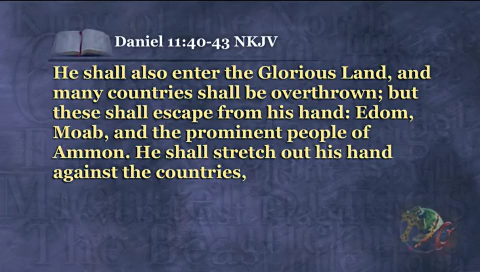 Daniel 11:40-43 NKJV
He shall also enter the Glorious Land, and
many countries shall be overthrown; but
these shall escape from his hand: Edom,
Moab, and the prominent people of
Ammon. He shall stretch out his hand
against the countries,